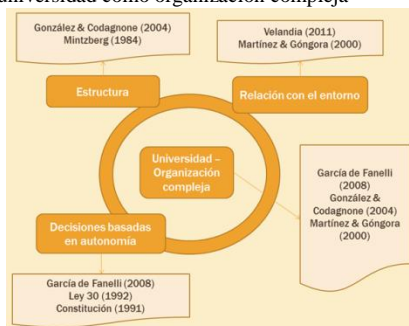 universidad como organización compleja
González & Codagnone (2004)
Mintzberg (1984)
Velandia (2011)
Martínez & Góngora (2000)
Estructura
Relación con el entorno
Universidad –
Organización
compleja
García de Fanelli
(2008)
González &
Codagnone (2004)
Martínez & Góngora
(2000)
Decisiones basadas
en autonomía
García de Fanelli (2008)
Ley 30 (1992)
Constitución (1991)